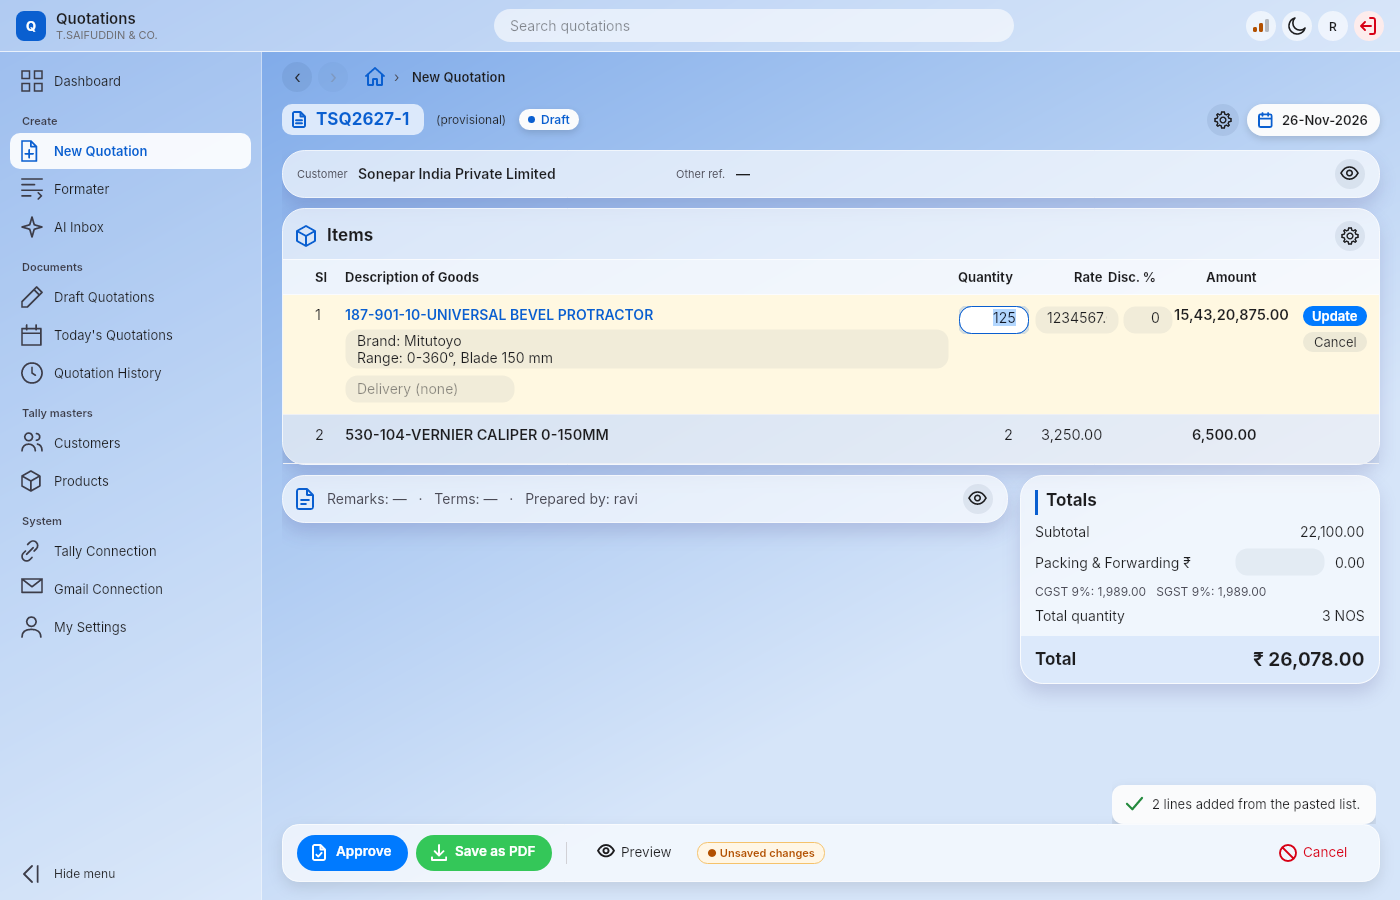 Q
Quotations
T.SAIFUDDIN & CO.
Search quotations
R
Dashboard
Create
New Quotation
Formater
AI Inbox
Documents
Draft Quotations
Today's Quotations
Quotation History
Tally masters
Customers
Products
System
Tally Connection
Gmail Connection
My Settings
Hide menu
‹ › › New Quotation
TSQ2627-1 (provisional) Draft
26-Nov-2026
Customer Sonepar India Private Limited Other ref. —
Items
Sl Description of Goods Quantity Rate Disc. % Amount
1 187-901-10-UNIVERSAL BEVEL PROTRACTOR 125 1234567. 0 15,43,20,875.00 Update
Brand: Mitutoyo
Range: 0-360°, Blade 150 mm
Cancel
Delivery (none)
2 530-104-VERNIER CALIPER 0-150MM 2 3,250.00 6,500.00
Remarks: — · Terms: — · Prepared by: ravi
Totals
Subtotal 22,100.00
Packing & Forwarding ₹ 0.00
CGST 9%: 1,989.00 SGST 9%: 1,989.00
Total quantity 3 NOS
Total ₹ 26,078.00
2 lines added from the pasted list.
Approve Save as PDF Preview Unsaved changes Cancel